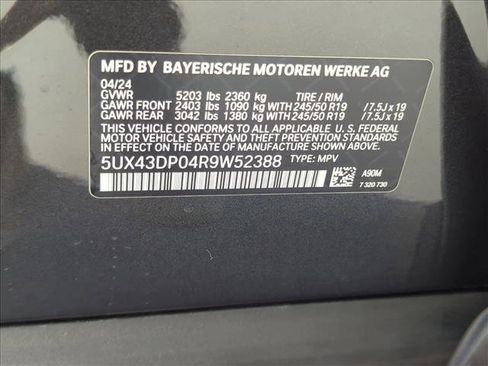 MFD BY BAYERISCHE MOTOREN WERKE AG
04/24
GVWR 5203 lbs 2360 kg TIRE / RIM
GAWR FRONT 2403 lbs 1090 kg WITH 245/50 R19 / 7.5J x 19
GAWR REAR 3042 lbs 1380 kg WITH 245/50 R19 / 7.5J x 19
THIS VEHICLE CONFORMS TO ALL APPLICABLE U.S. FEDERAL
MOTOR VEHICLE SAFETY AND THEFT PREVENTION STANDARDS
IN EFFECT ON THE DATE OF MANUFACTURE SHOWN ABOVE.
5UX43DP04R9W52388 TYPE: MPV
A90M
7 320 730